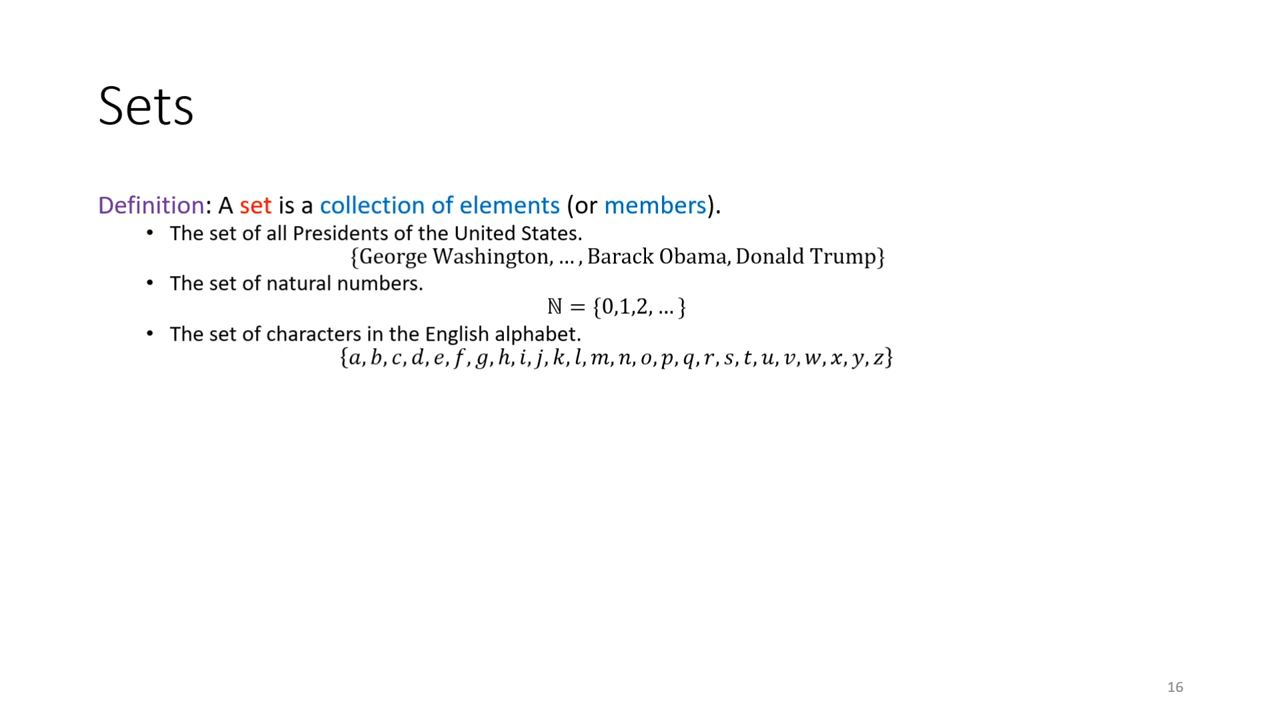 Sets
Definition: A set is a collection of elements (or members).
• The set of all Presidents of the United States.
{George Washington, … , Barack Obama, Donald Trump}
• The set of natural numbers.
ℕ = {0,1,2, … }
• The set of characters in the English alphabet.
{𝑎, 𝑏, 𝑐, 𝑑, 𝑒, 𝑓, 𝑔, ℎ, 𝑖, 𝑗, 𝑘, 𝑙, 𝑚, 𝑛, 𝑜, 𝑝, 𝑞, 𝑟, 𝑠, 𝑡, 𝑢, 𝑣, 𝑤, 𝑥, 𝑦, 𝑧}
16